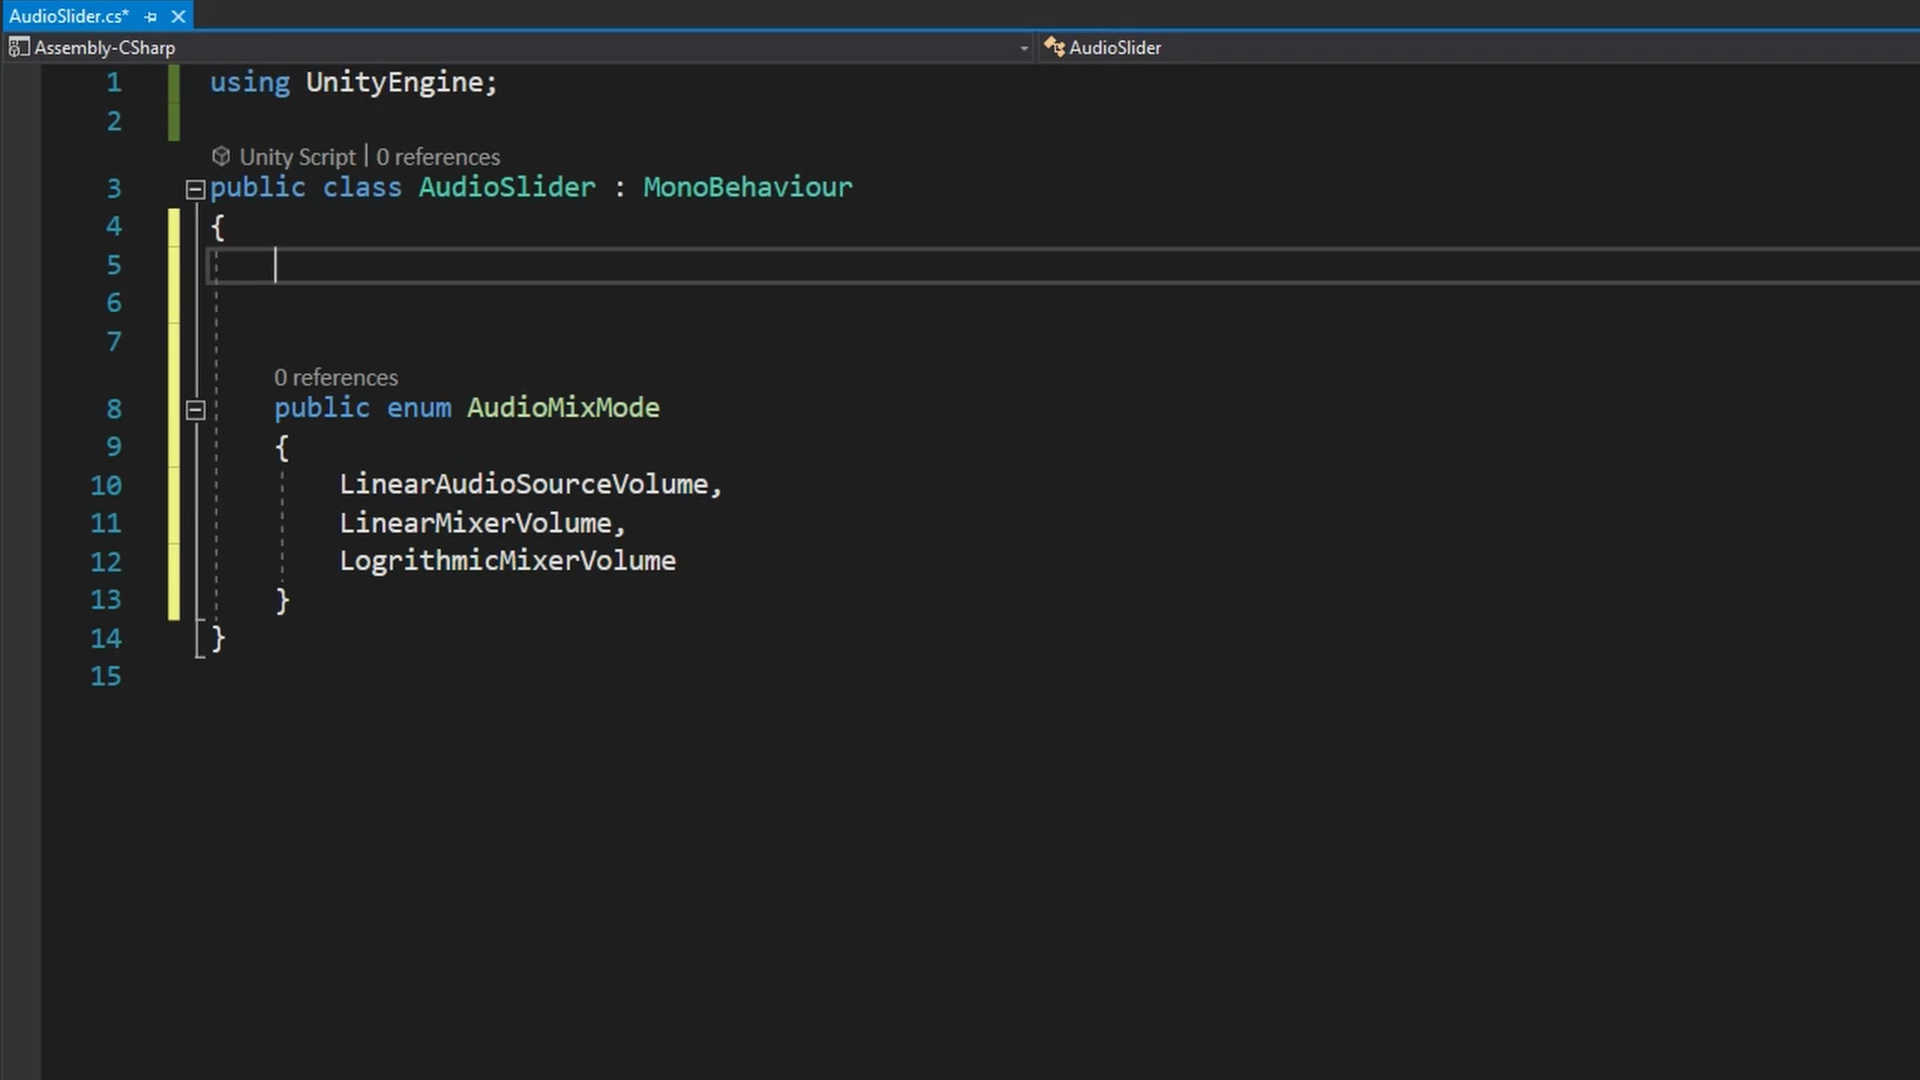 AudioSlider.cs*
Assembly-CSharp
AudioSlider
1 using UnityEngine;
2
Unity Script | 0 references
3 public class AudioSlider : MonoBehaviour
4 {
5
6
7
0 references
8 public enum AudioMixMode
9 {
10 LinearAudioSourceVolume,
11 LinearMixerVolume,
12 LogrithmicMixerVolume
13 }
14 }
15